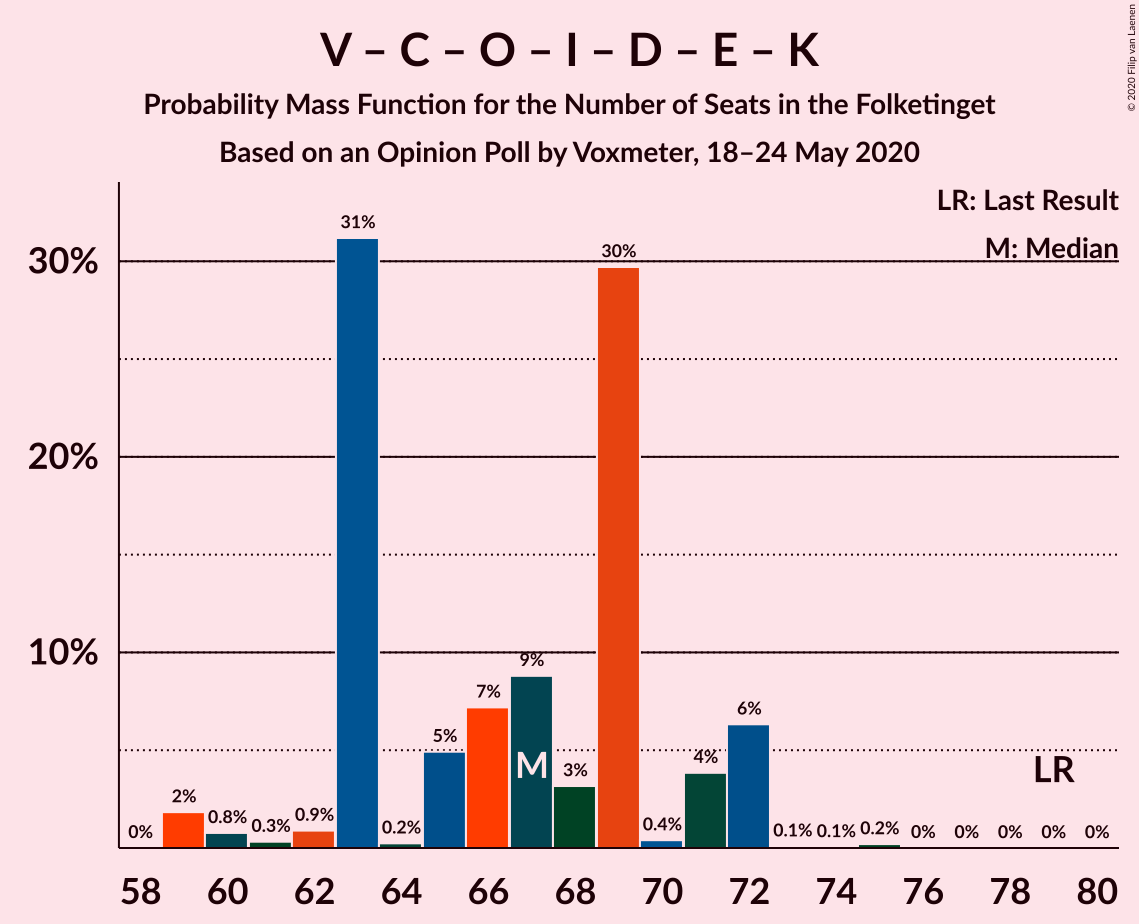 V – C – O – I – D – E – K
Probability Mass Function for the Number of Seats in the Folketinget
Based on an Opinion Poll by Voxmeter, 18–24 May 2020
© 2020 Filip van Laenen
LR: Last Result
M: Median
30%
20%
10%
0% 2% 0.8% 0.3% 0.9% 31% 0.2% 5% 7% 9% 3% 30% 0.4% 4% 6% 0.1% 0.1% 0.2% 0% 0% 0% 0% 0%
M
LR
58 60 62 64 66 68 70 72 74 76 78 80